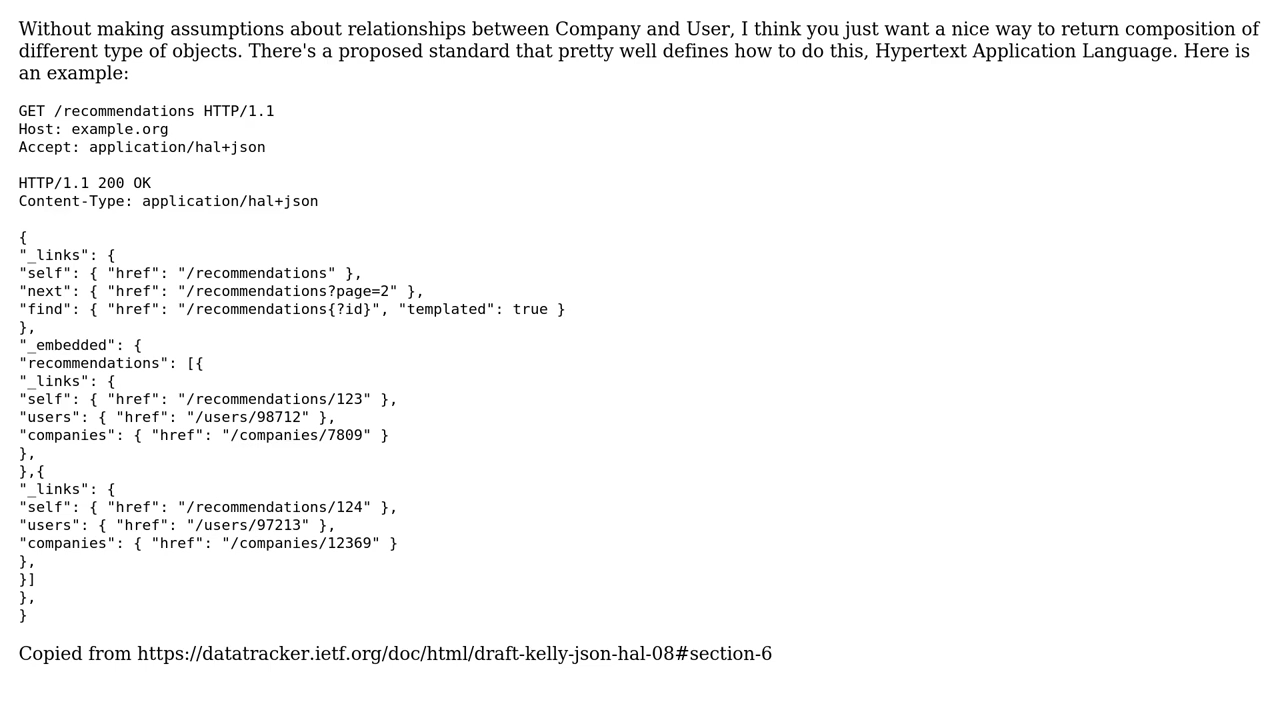 Without making assumptions about relationships between Company and User, I think you just want a nice way to return composition of
different type of objects. There's a proposed standard that pretty well defines how to do this, Hypertext Application Language. Here is
an example:
GET /recommendations HTTP/1.1
Host: example.org
Accept: application/hal+json
HTTP/1.1 200 OK
Content-Type: application/hal+json
{
"_links": {
"self": { "href": "/recommendations" },
"next": { "href": "/recommendations?page=2" },
"find": { "href": "/recommendations{?id}", "templated": true }
},
"_embedded": {
"recommendations": [{
"_links": {
"self": { "href": "/recommendations/123" },
"users": { "href": "/users/98712" },
"companies": { "href": "/companies/7809" }
},
},{
"_links": {
"self": { "href": "/recommendations/124" },
"users": { "href": "/users/97213" },
"companies": { "href": "/companies/12369" }
},
}]
},
}
Copied from https://datatracker.ietf.org/doc/html/draft-kelly-json-hal-08#section-6